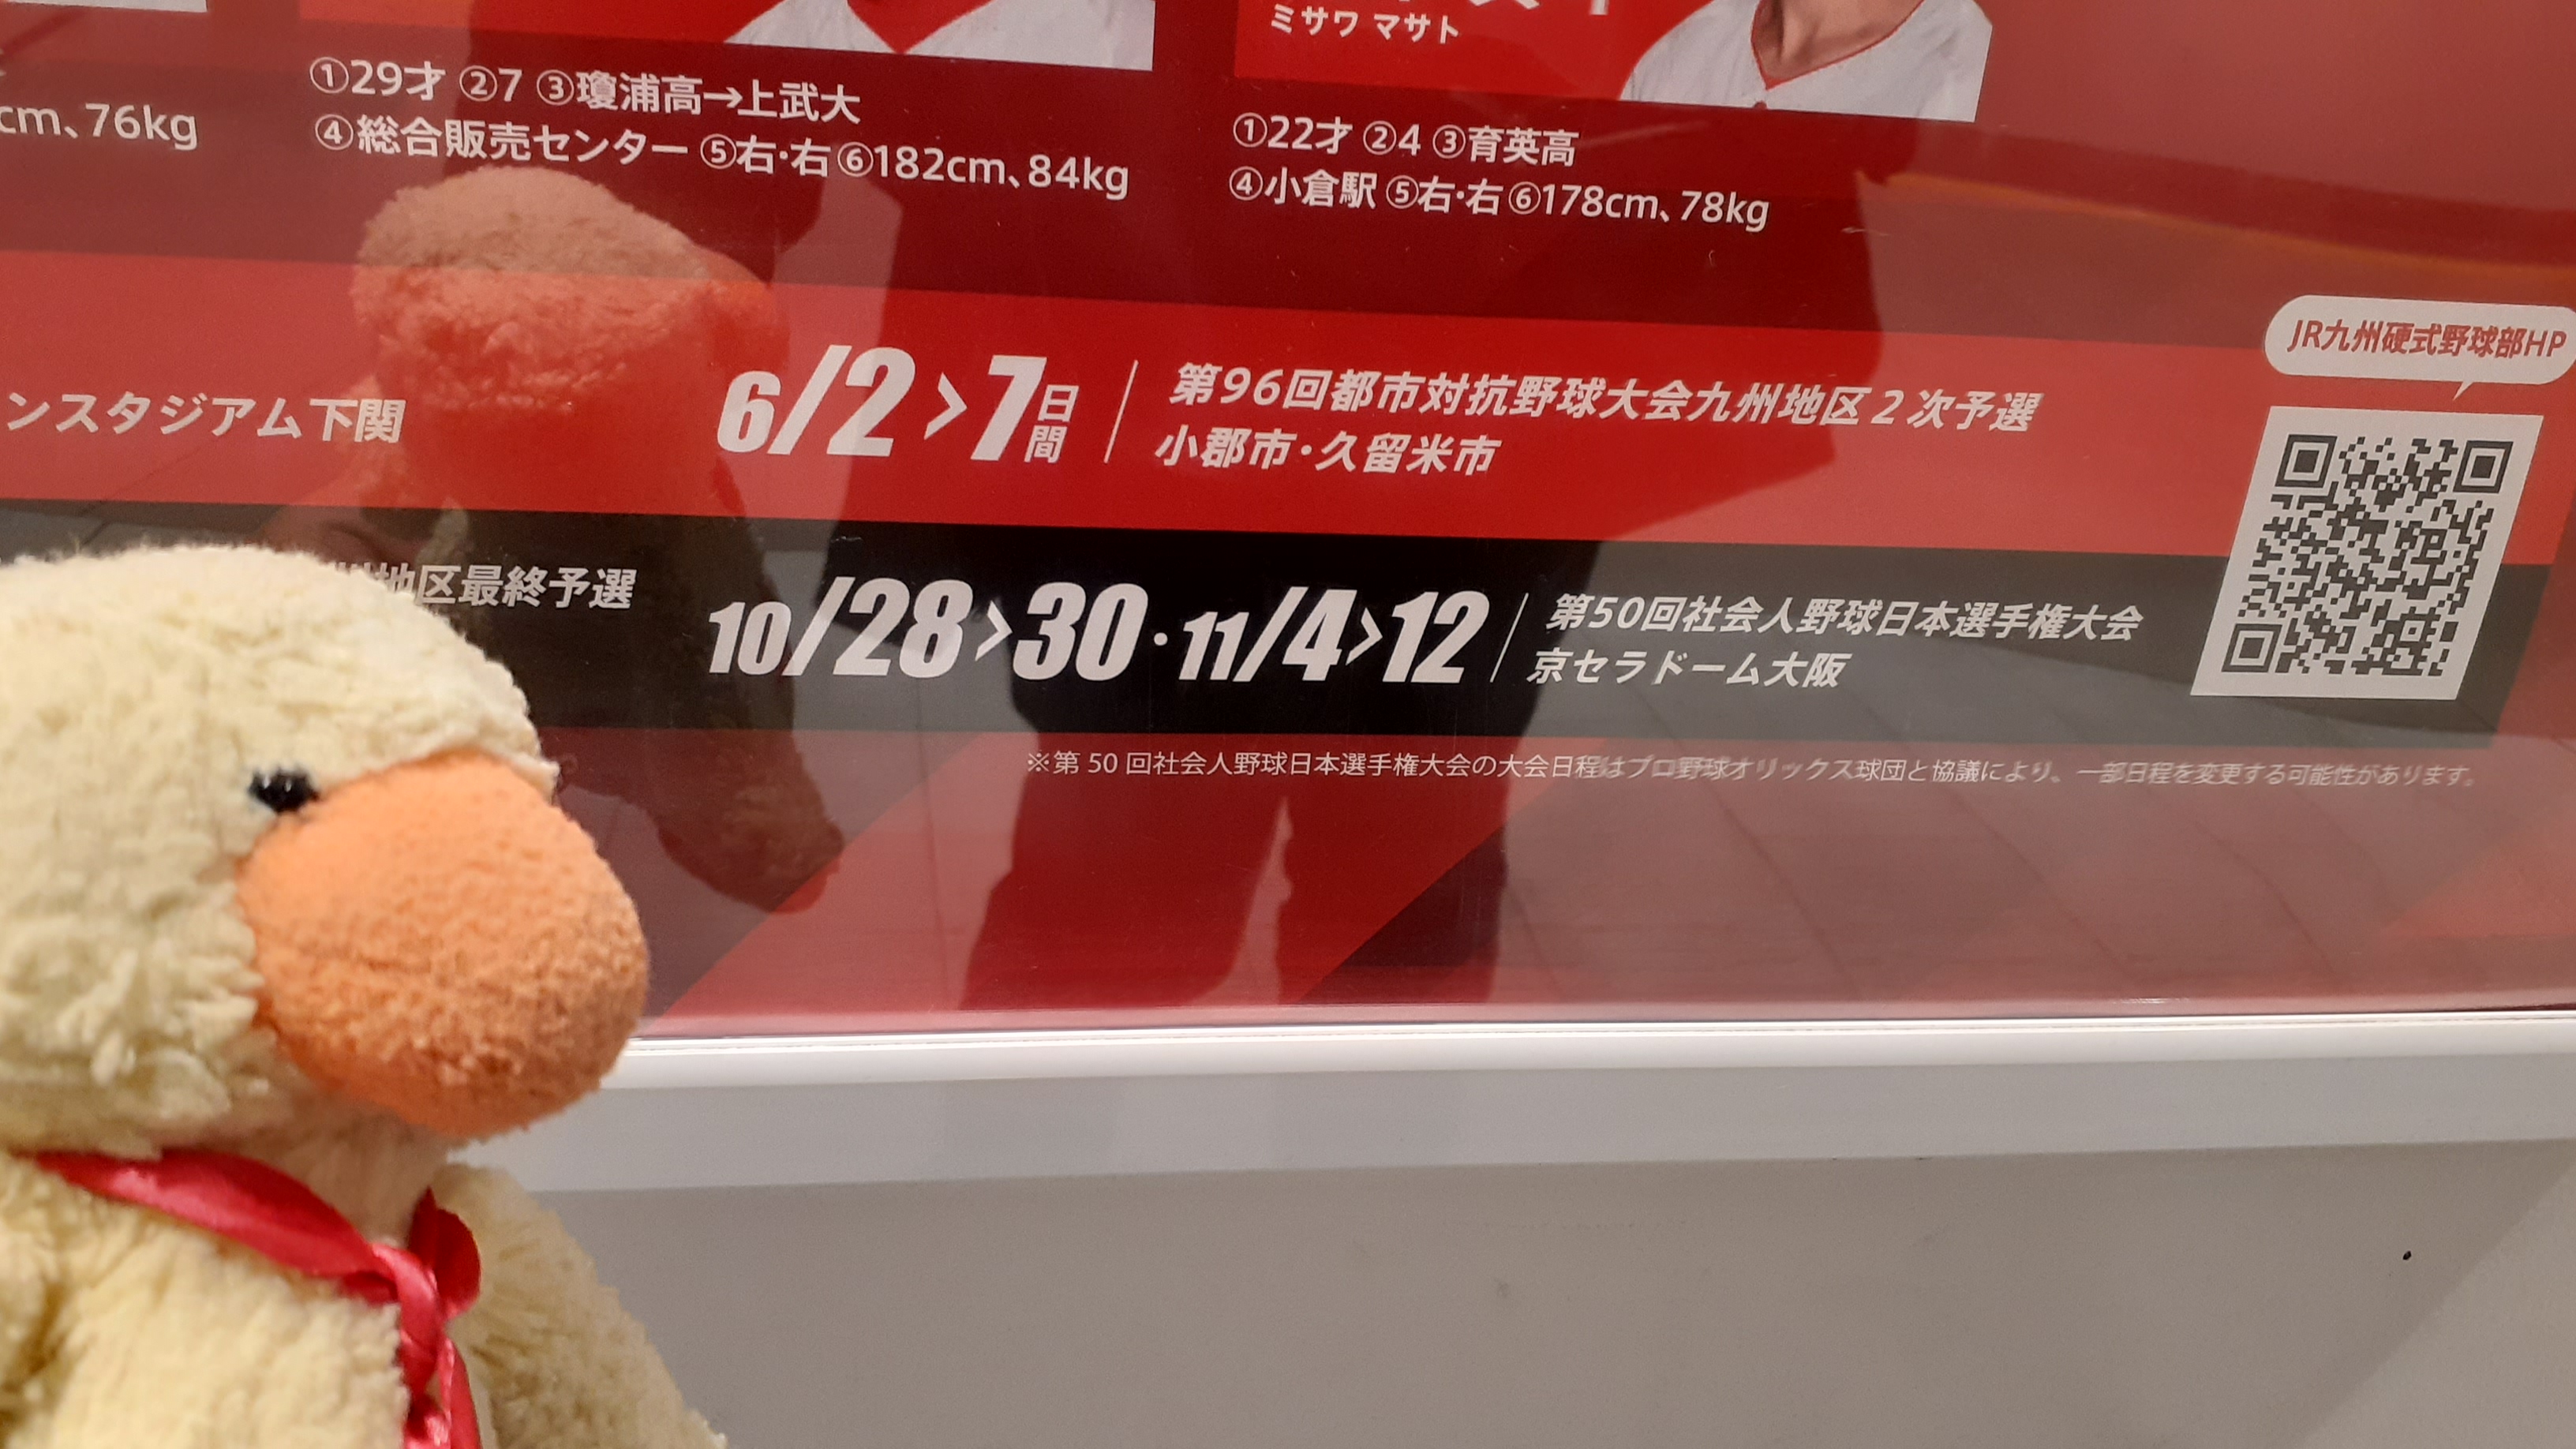 cm、76kg
①29才 ②7 ③瓊浦高→上武大
④総合販売センター ⑤右・右 ⑥182cm、84kg
ミサワ マサト
①22才 ②4 ③育英高
④小倉駅 ⑤右・右 ⑥178cm、78kg
ンスタジアム下関
6/2>7日間
第96回都市対抗野球大会九州地区2次予選
小郡市・久留米市
JR九州硬式野球部HP
地区最終予選
10/28>30・11/4>12
第50回社会人野球日本選手権大会
京セラドーム大阪
※第 50 回社会人野球日本選手権大会の大会日程はプロ野球オリックス球団と協議により、一部日程を変更する可能性があります。